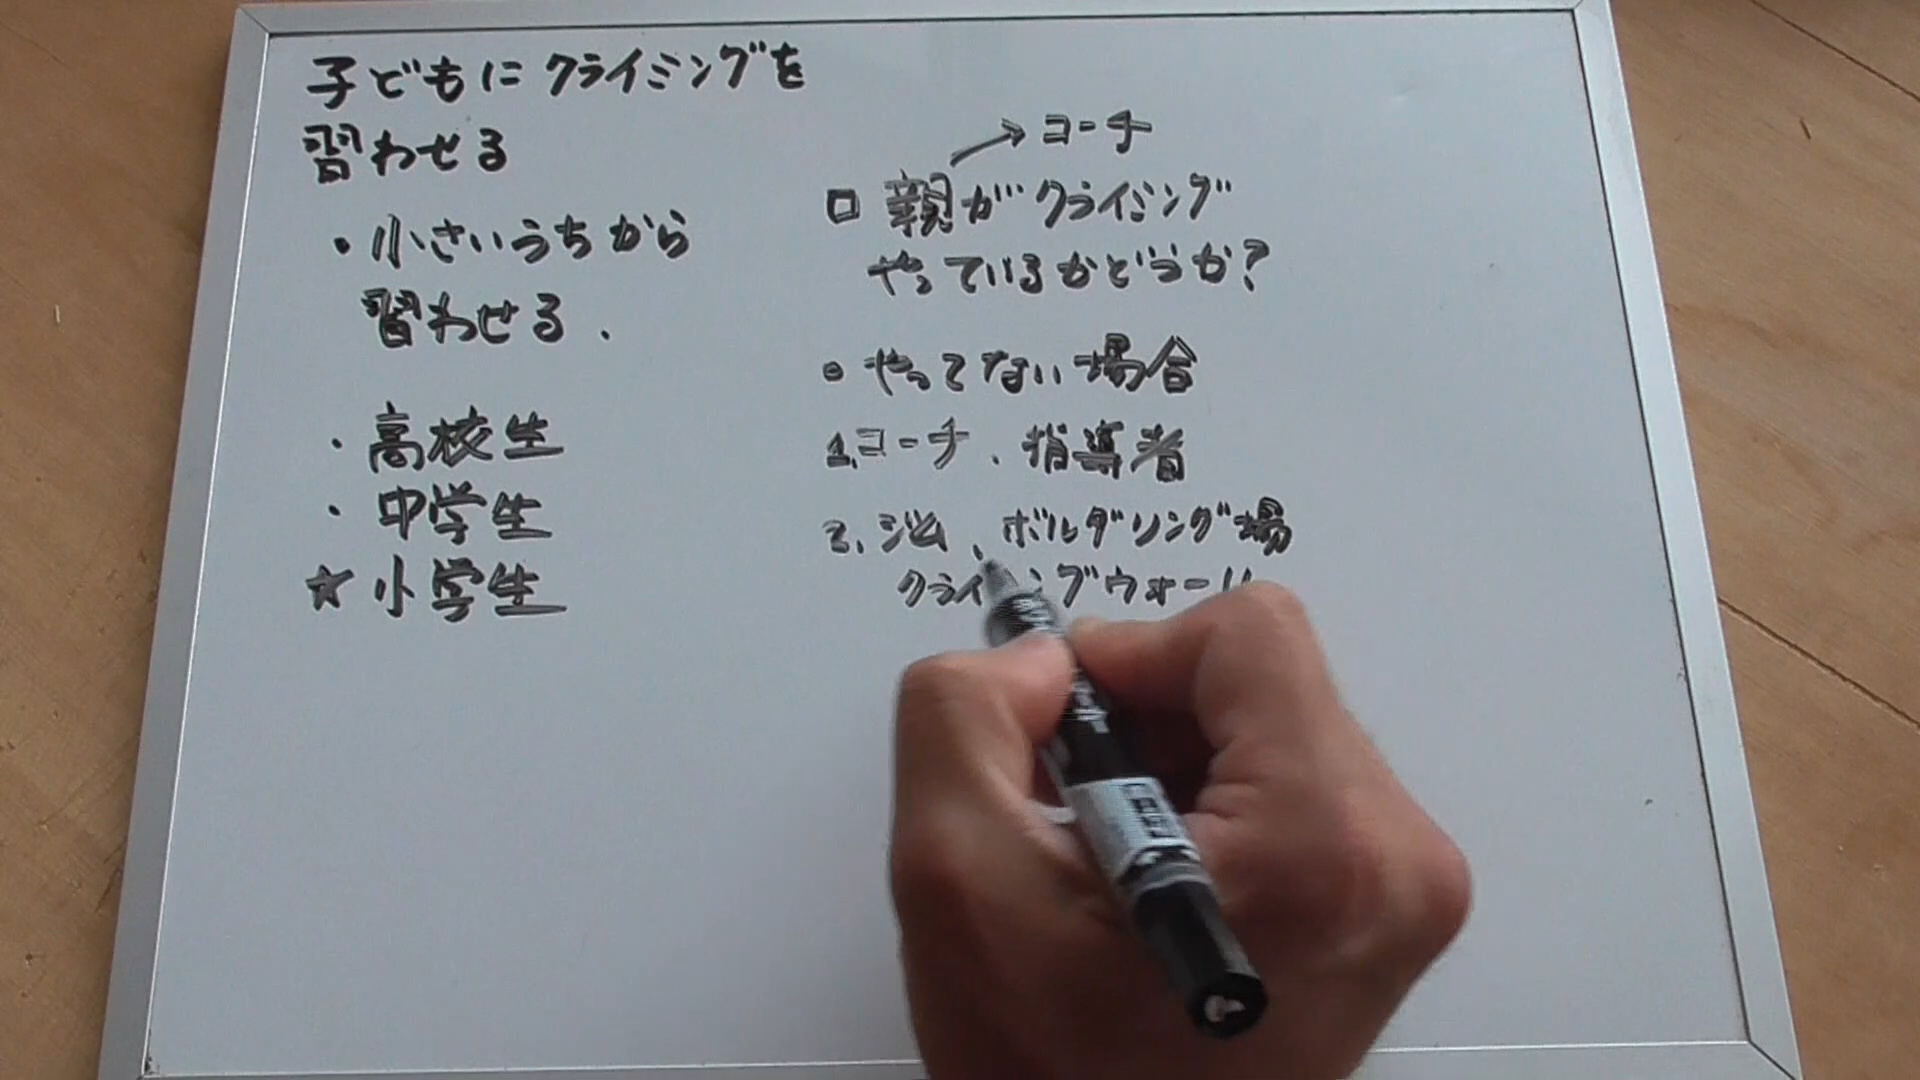 子どもにクライミングを
習わせる
・小さいうちから
習わせる.
・高校生
・中学生
☆小学生
→コーチ
□ 親がクライミング
やっているかどうか?
○やってない場合
1.コーチ、指導者
2.ジム、ボルダリング場